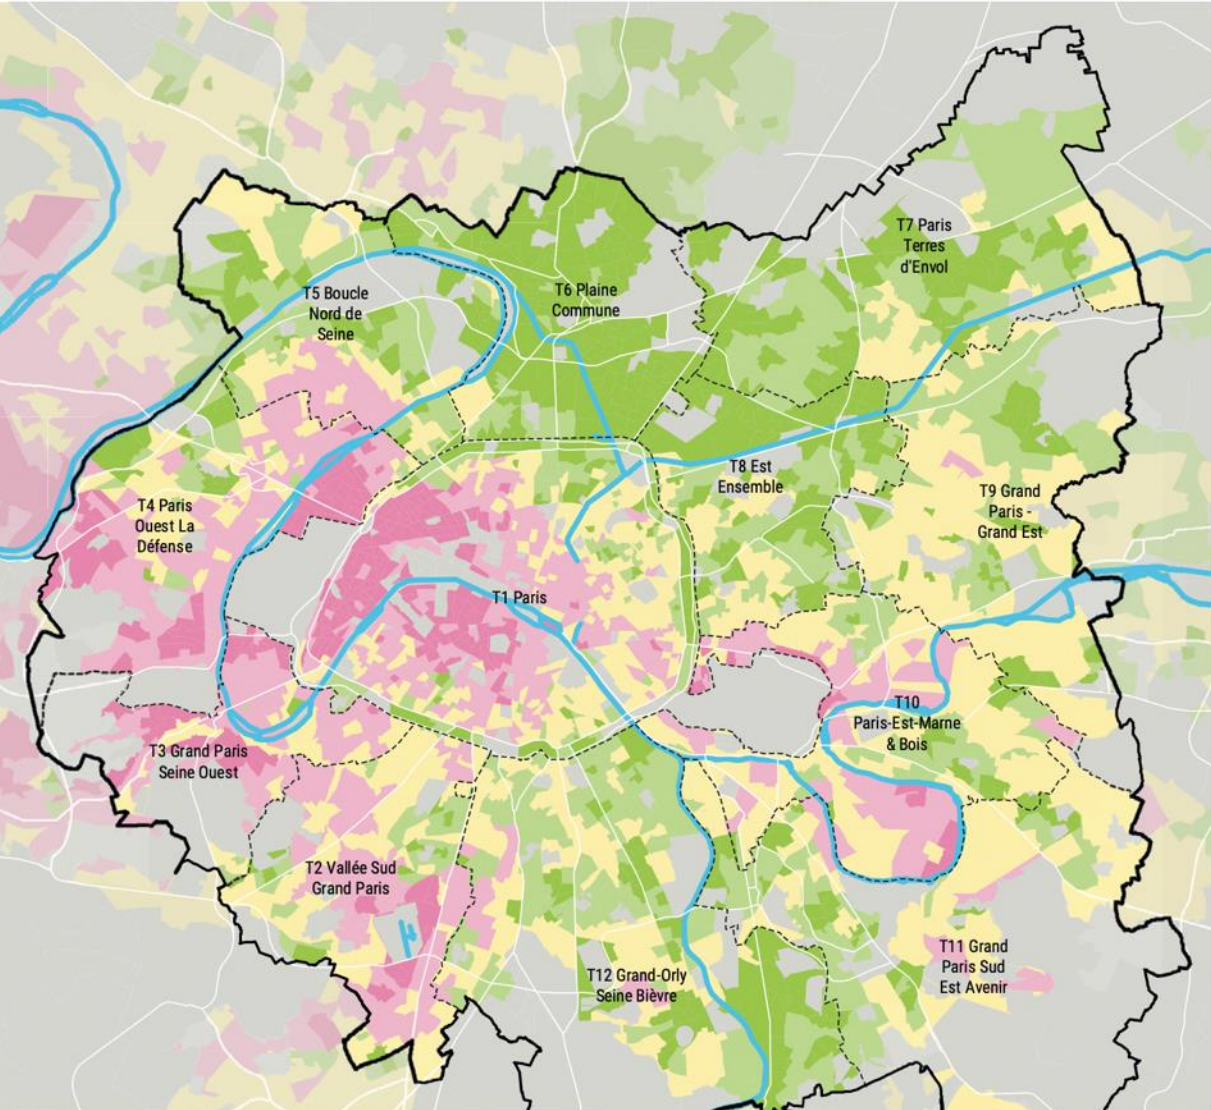 T7 Paris
Terres
d'Envol
T5 Boucle
Nord de
Seine
T6 Plaine
Commune
T8 Est
Ensemble
T9 Grand
Paris -
Grand Est
T4 Paris
Ouest La
Défense
T1 Paris
T10
Paris-Est-Marne
& Bois
T3 Grand Paris
Seine Ouest
T2 Vallée Sud
Grand Paris
T11 Grand
Paris Sud
Est Avenir
T12 Grand-Orly
Seine Bièvre